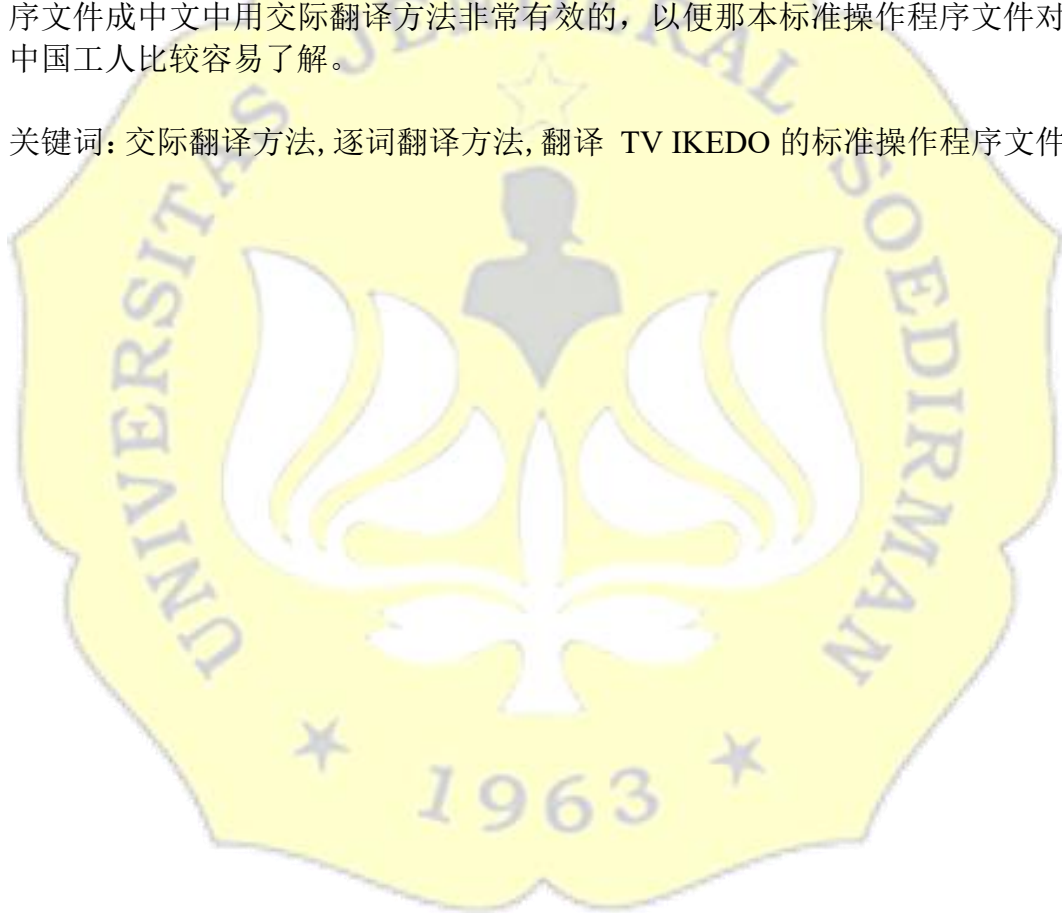 序文件成中文中用交际翻译方法非常有效的，以便那本标准操作程序文件对
中国工人比较容易了解。
关键词: 交际翻译方法, 逐词翻译方法, 翻译 TV IKEDO 的标准操作程序文件
UNIVERSITAS JENDERAL SOEDIRMAN
1963